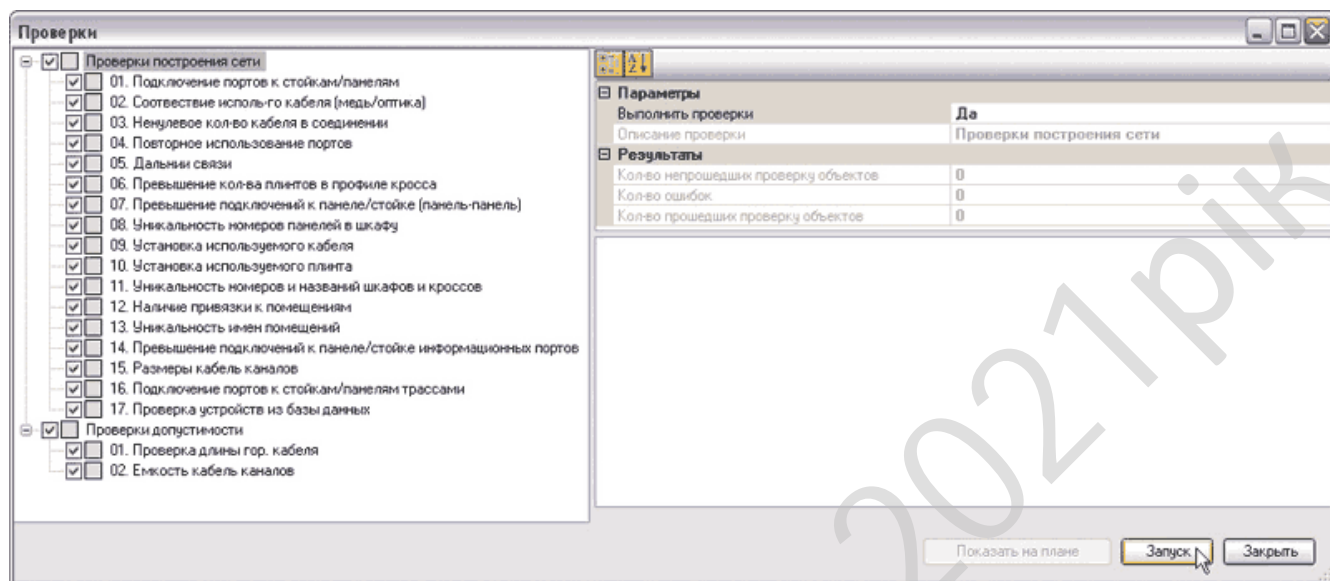 Проверки
Проверки построения сети
01. Подключение портов к стойкам/панелям
02. Соотвествие исполь-го кабеля (медь/оптика)
03. Ненулевое кол-во кабеля в соединении
04. Повторное использование портов
05. Дальнии связи
06. Превышение кол-ва плинтов в профиле кросса
07. Превышение подключений к панеле/стойке (панель-панель)
08. Уникальность номеров панелей в шкафу
09. Установка используемого кабеля
10. Установка используемого плинта
11. Уникальность номеров и названий шкафов и кроссов
12. Наличие привязки к помещениям
13. Уникальность имен помещений
14. Превышение подключений к панеле/стойке информационных портов
15. Размеры кабель каналов
16. Подключение портов к стойкам/панелям трассами
17. Проверка устройств из базы данных
Проверки допустимости
01. Проверка длины гор. кабеля
02. Емкость кабель каналов
Параметры
Выполнить проверки Да
Описание проверки Проверки построения сети
Результаты
Кол-во непрошедших проверку объектов 0
Кол-во ошибок 0
Кол-во прошедших проверку объектов 0
Показать на плане Запуск Закрыть
2021рік